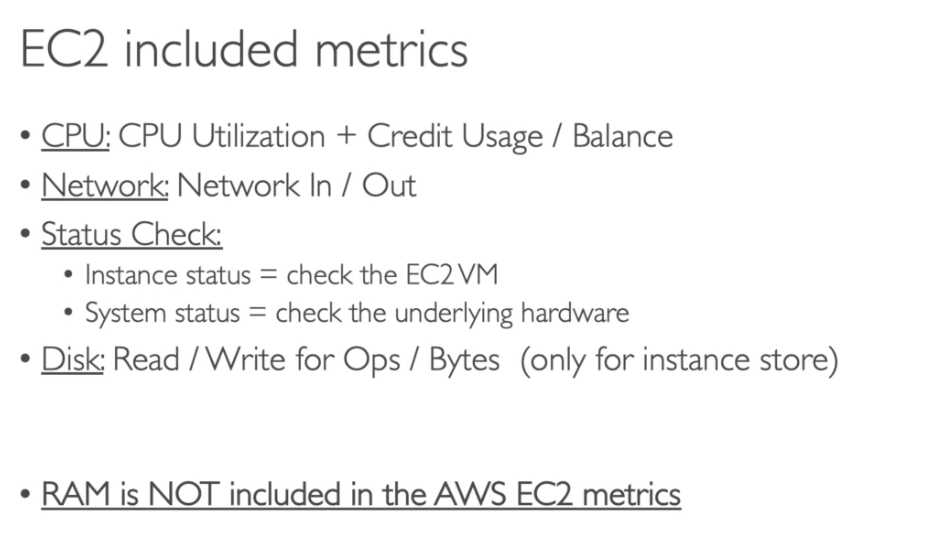 EC2 included metrics
• CPU: CPU Utilization + Credit Usage / Balance
• Network: Network In / Out
• Status Check:
• Instance status = check the EC2 VM
• System status = check the underlying hardware
• Disk: Read / Write for Ops / Bytes (only for instance store)
• RAM is NOT included in the AWS EC2 metrics